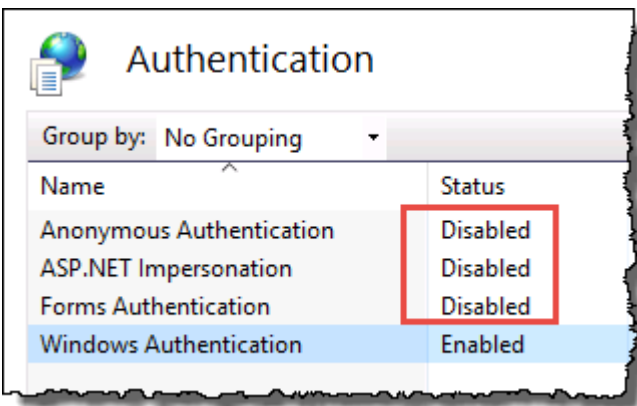 Authentication
Group by: No Grouping
Name Status
Anonymous Authentication Disabled
ASP.NET Impersonation Disabled
Forms Authentication Disabled
Windows Authentication Enabled